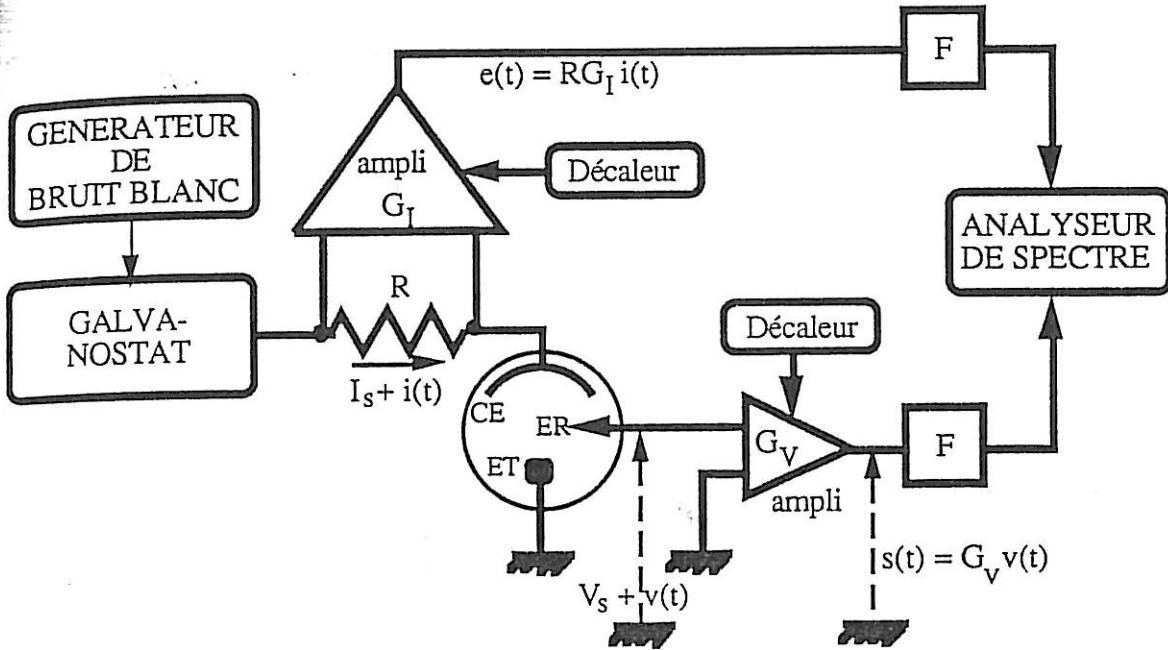 e(t) = RG_I i(t)
F
GENERATEUR
DE
BRUIT BLANC
ampli
G_I
Décaleur
ANALYSEUR
DE SPECTRE
R
GALVA-
NOSTAT
I_s + i(t)
Décaleur
CE
ER
ET
G_V
ampli
F
V_s + v(t)
s(t) = G_v v(t)